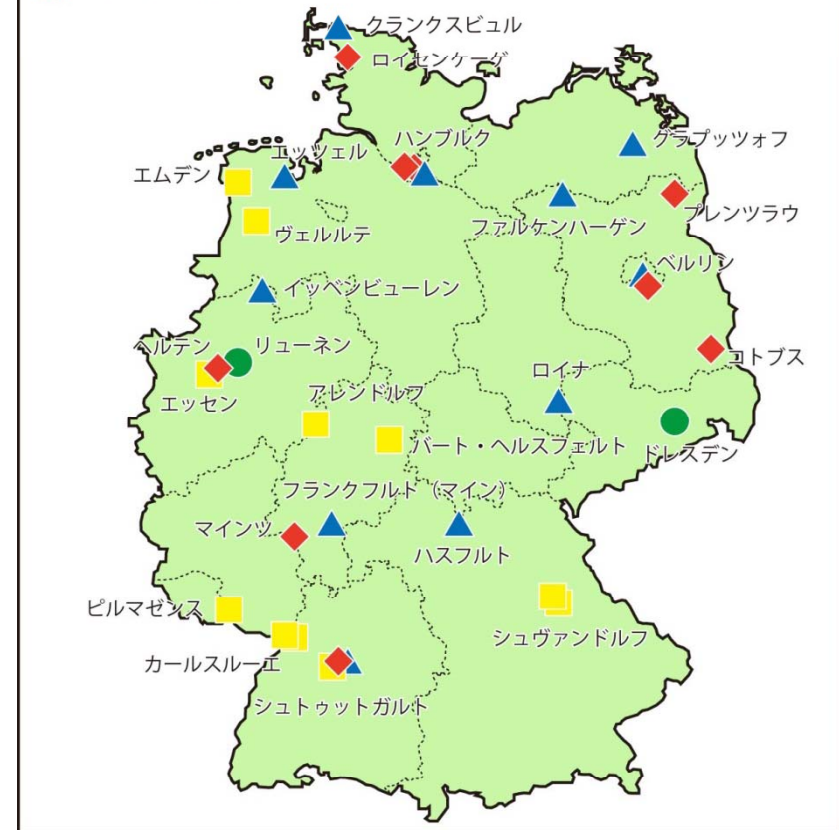 クランクスビュル
ロイセンケーゲ
ハンブルク
グラプッツォフ
エッツェル
エムデン
プレンツラウ
ファルケンハーゲン
ヴェルルテ
ベルリン
イッベンビューレン
ヘルテン
リューネン
コトブス
ロイナ
エッセン
アレンドルフ
バート・ヘルスフェルト
ドレスデン
フランクフルト（マイン）
マインツ
ハスフルト
ピルマゼンス
シュヴァンドルフ
カールスルーエ
シュトゥットガルト